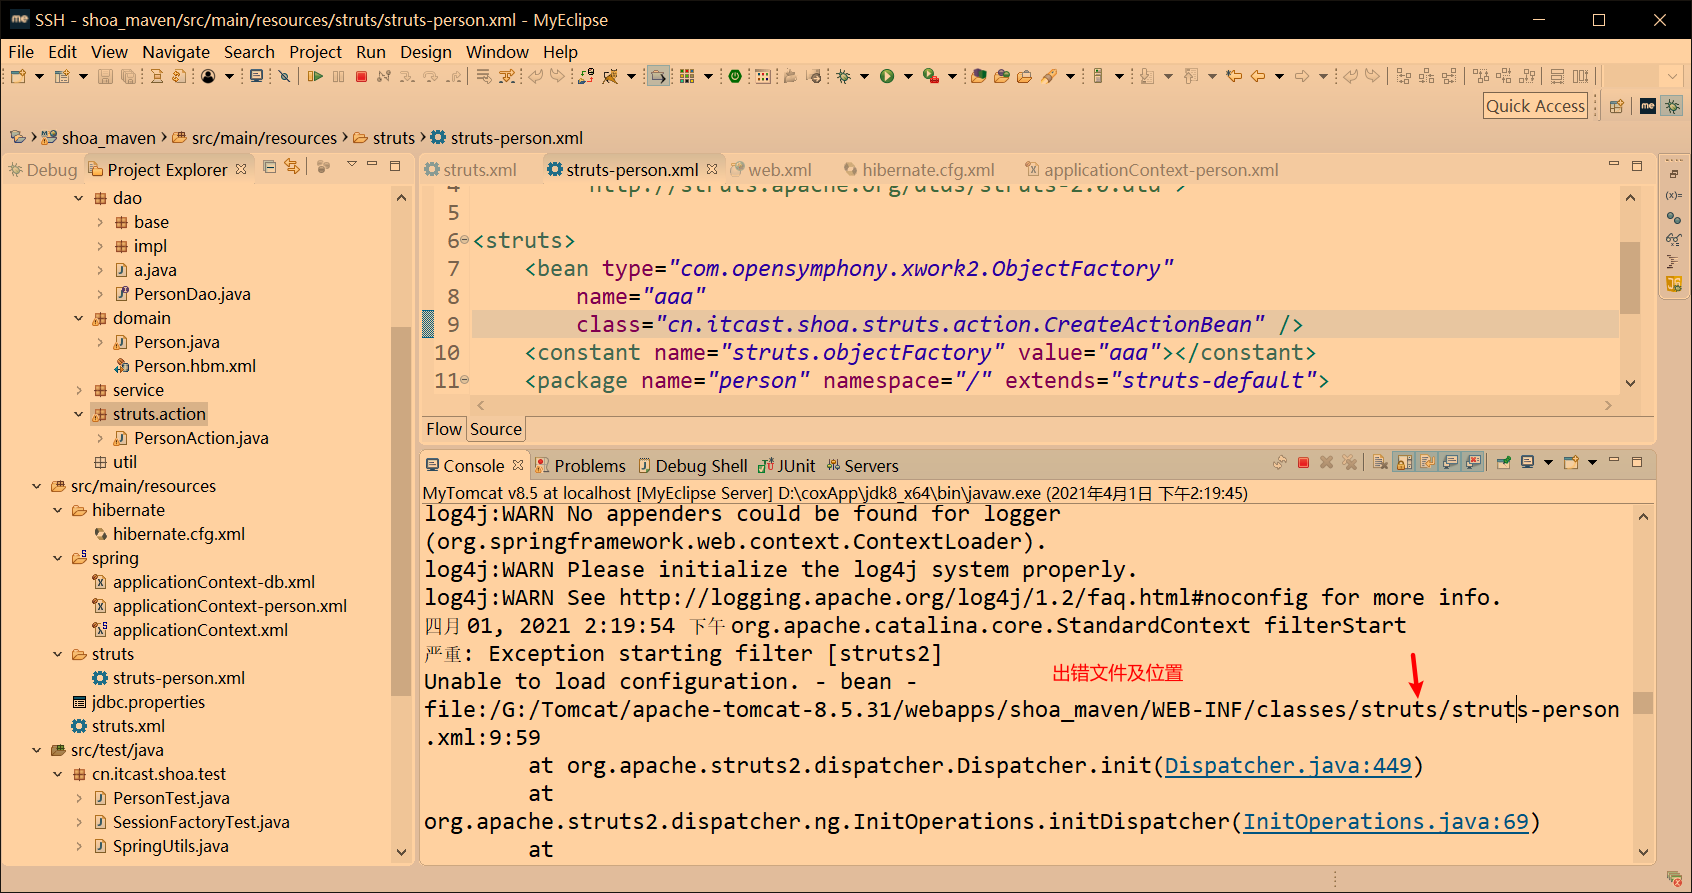 SSH - shoa_maven/src/main/resources/struts/struts-person.xml - MyEclipse
File Edit View Navigate Search Project Run Design Window Help
Quick Access
shoa_maven src/main/resources struts struts-person.xml
Debug Project Explorer
dao
base
impl
a.java
PersonDao.java
domain
Person.java
Person.hbm.xml
service
struts.action
PersonAction.java
util
src/main/resources
hibernate
hibernate.cfg.xml
spring
applicationContext-db.xml
applicationContext-person.xml
applicationContext.xml
struts
struts-person.xml
jdbc.properties
struts.xml
src/test/java
cn.itcast.shoa.test
PersonTest.java
SessionFactoryTest.java
SpringUtils.java
struts.xml struts-person.xml web.xml hibernate.cfg.xml applicationContext-person.xml
4 "http://struts.apache.org/dtds/struts-2.0.dtd">
5
6 <struts>
7 <bean type="com.opensymphony.xwork2.ObjectFactory"
8 name="aaa"
9 class="cn.itcast.shoa.struts.action.CreateActionBean" />
10 <constant name="struts.objectFactory" value="aaa"></constant>
11 <package name="person" namespace="/" extends="struts-default">
Flow Source
Console Problems Debug Shell JUnit Servers
MyTomcat v8.5 at localhost [MyEclipse Server] D:\coxApp\jdk8_x64\bin\javaw.exe (2021年4月1日 下午2:19:45)
log4j:WARN No appenders could be found for logger
(org.springframework.web.context.ContextLoader).
log4j:WARN Please initialize the log4j system properly.
log4j:WARN See http://logging.apache.org/log4j/1.2/faq.html#noconfig for more info.
四月 01, 2021 2:19:54 下午 org.apache.catalina.core.StandardContext filterStart
严重: Exception starting filter [struts2]
Unable to load configuration. - bean -
出错文件及位置
file:/G:/Tomcat/apache-tomcat-8.5.31/webapps/shoa_maven/WEB-INF/classes/struts/struts-person
.xml:9:59
at org.apache.struts2.dispatcher.Dispatcher.init(Dispatcher.java:449)
at
org.apache.struts2.dispatcher.ng.InitOperations.initDispatcher(InitOperations.java:69)
at